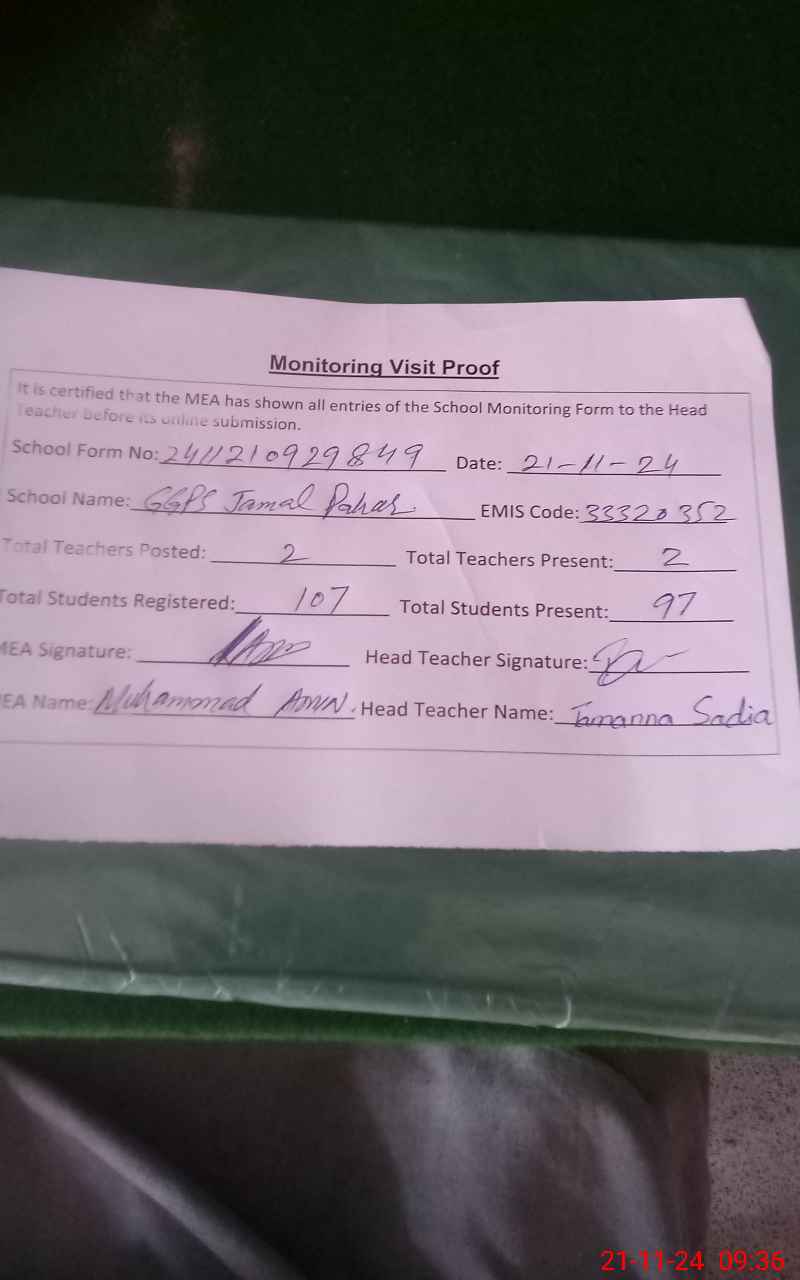 Monitoring Visit Proof
It is certified that the MEA has shown all entries of the School Monitoring Form to the Head
Teacher before its online submission.
School Form No: 2411210929849 Date: 21-11-24
School Name: GGPS Jamal Pahar EMIS Code: 33320352
Total Teachers Posted: 2 Total Teachers Present: 2
Total Students Registered: 107 Total Students Present: 97
MEA Signature: Head Teacher Signature:
EA Name: Muhammad Awn. Head Teacher Name: Tamanna Sadia
21-11-24 09:36